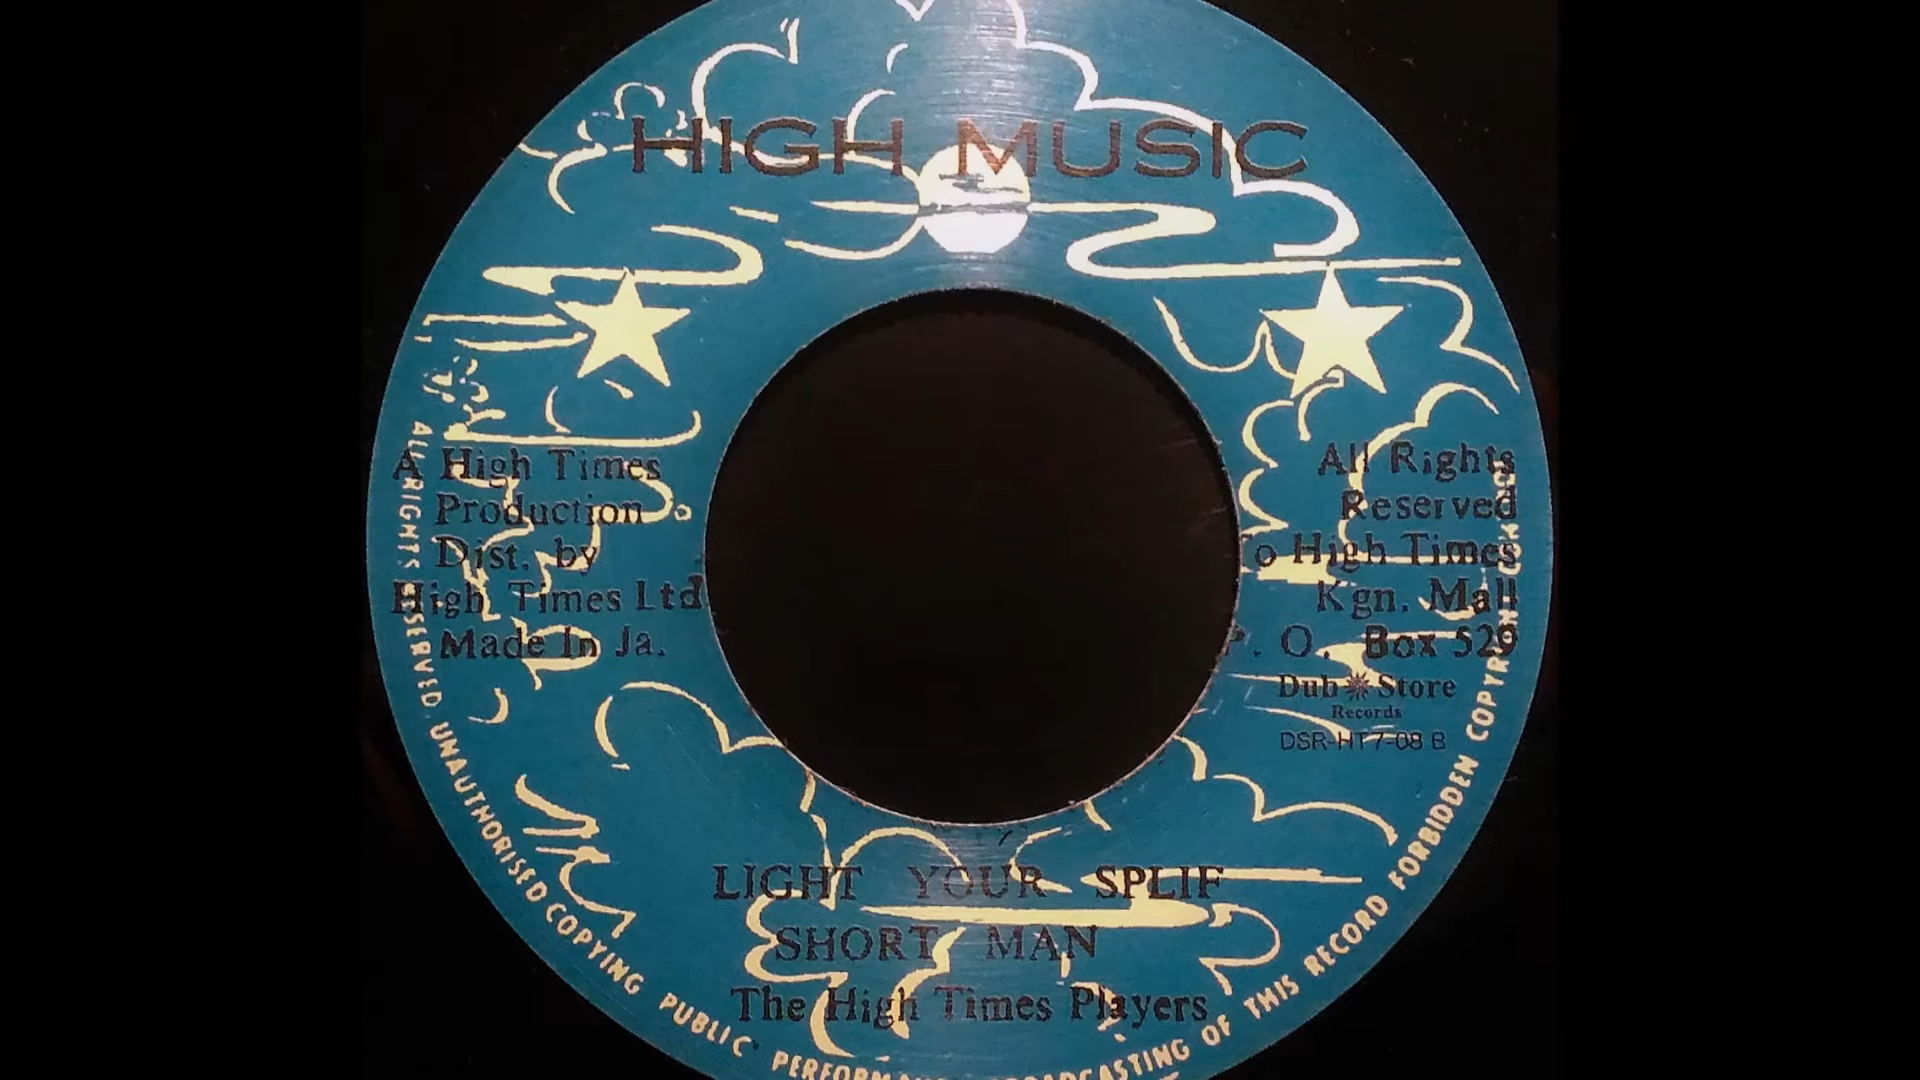 HIGH MUSIC
A High Times
Production
Dist. by
High Times Ltd
Made In Ja.
All Rights
Reserved
o High Times
Kgn. Mall
P. O. Box 529
Dub Store
Records
DSR-HT7-08 B
LIGHT YOUR SPLIF
SHORT MAN
The High Times Players
ALL RIGHTS RESERVED. UNAUTHORISED COPYING PUBLIC PERFORMANCE BROADCASTING OF THIS RECORD FORBIDDEN